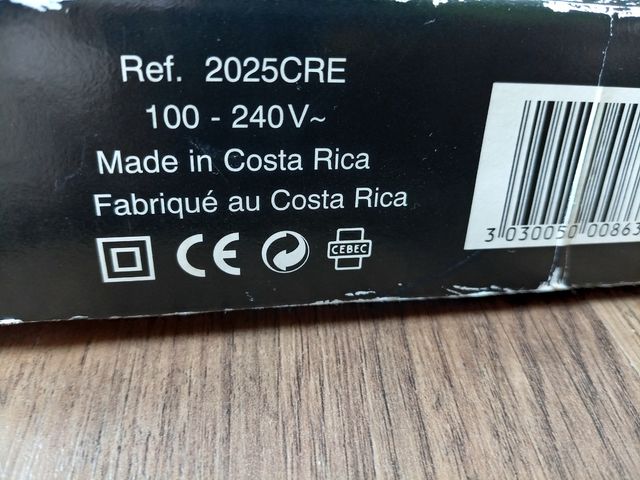 Ref. 2025CRE
100 - 240V~
Made in Costa Rica
Fabriqué au Costa Rica
CE
CEBEC
3 030050 00863